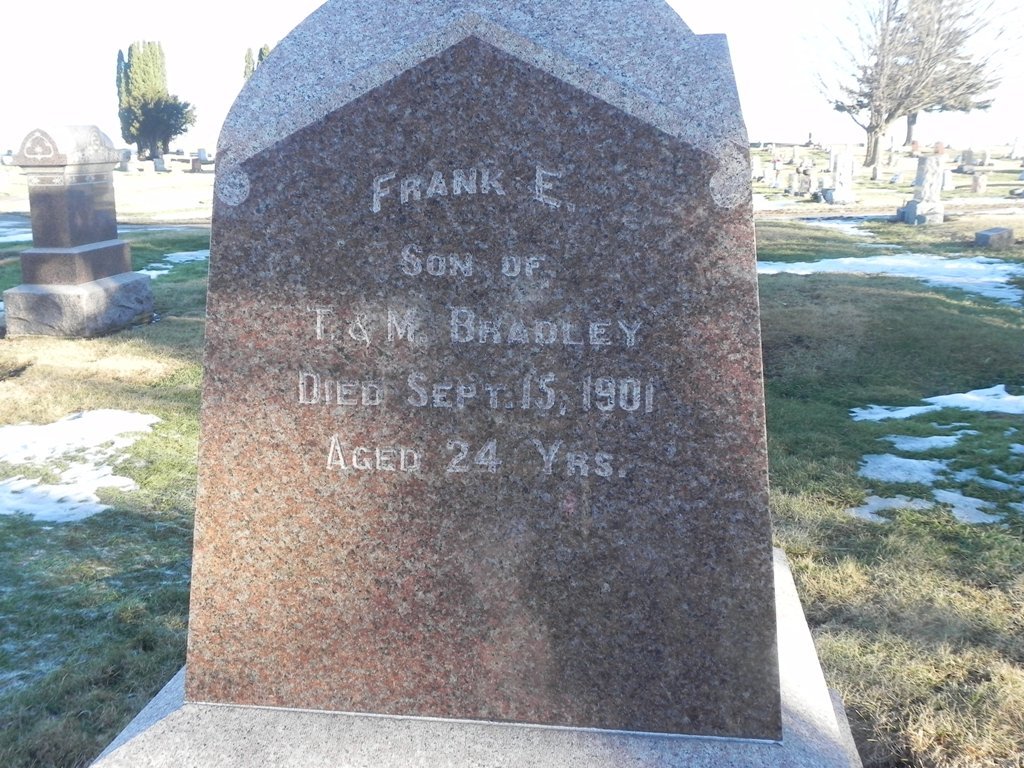 FRANK E.
SON OF
T. & M. BRADLEY
DIED SEPT. 15, 1901
AGED 24 YRS.